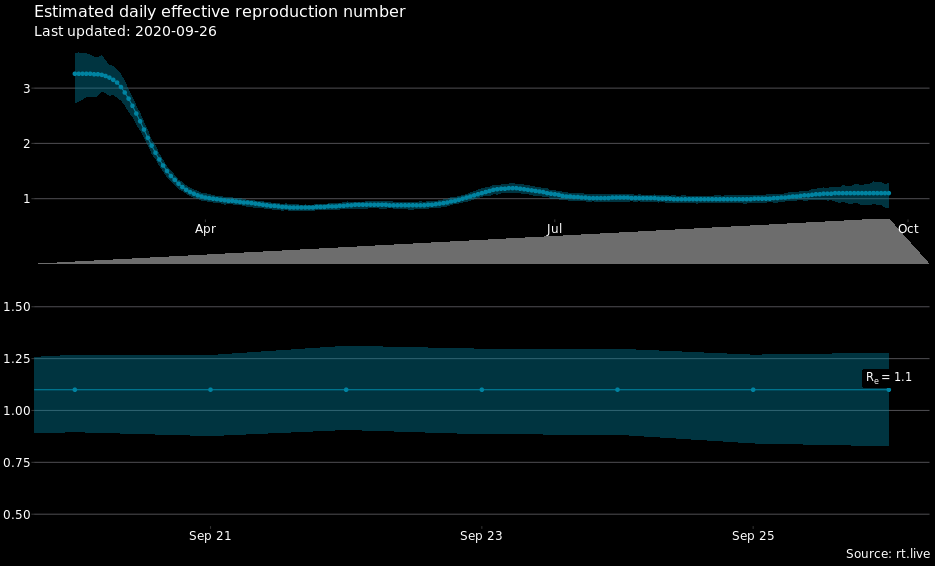 Estimated daily effective reproduction number
Last updated: 2020-09-26
3
2
1
Apr
Jul
Oct
1.50
1.25
Re = 1.1
1.00
0.75
0.50
Sep 21
Sep 23
Sep 25
Source: rt.live